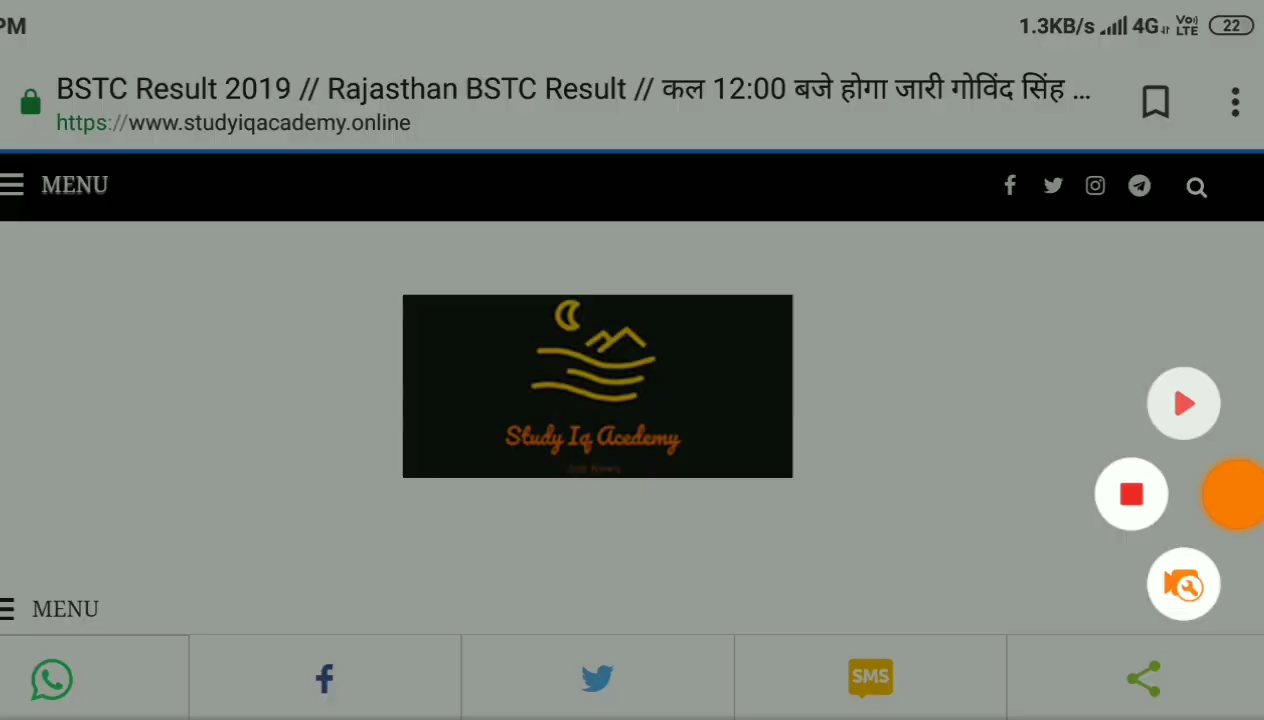 PM 1.3KB/s 4G Vo) LTE 22
BSTC Result 2019 // Rajasthan BSTC Result // कल 12:00 बजे होगा जारी गोविंद सिंह ...
https://www.studyiqacademy.online
MENU
Study Iq Acedemy
MENU
SMS